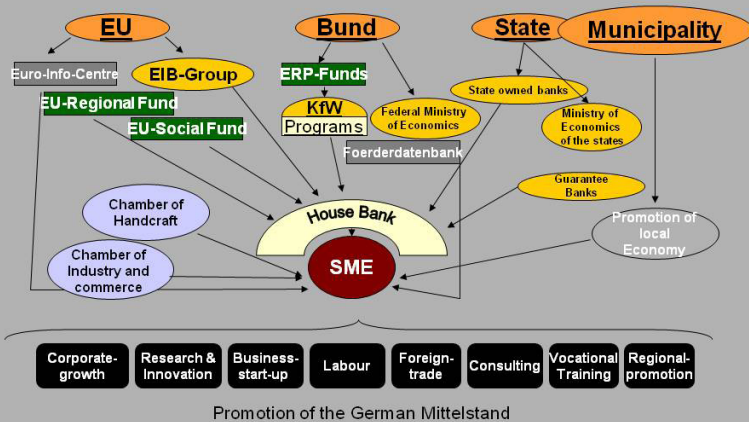 EU
Bund
State
Municipality
Euro-Info-Centre
EIB-Group
ERP-Funds
State owned banks
EU-Regional Fund
KfW
Programs
Federal Ministry
of Economics
Ministry of
Economics
of the states
EU-Social Fund
Foerderdatenbank
Guarantee
Banks
Chamber of
Handcraft
House Bank
Promotion of
local
Economy
Chamber of
Industry and
commerce
SME
Corporate-
growth
Research &
Innovation
Business-
start-up
Labour
Foreign-
trade
Consulting
Vocational
Training
Regional-
promotion
Promotion of the German Mittelstand